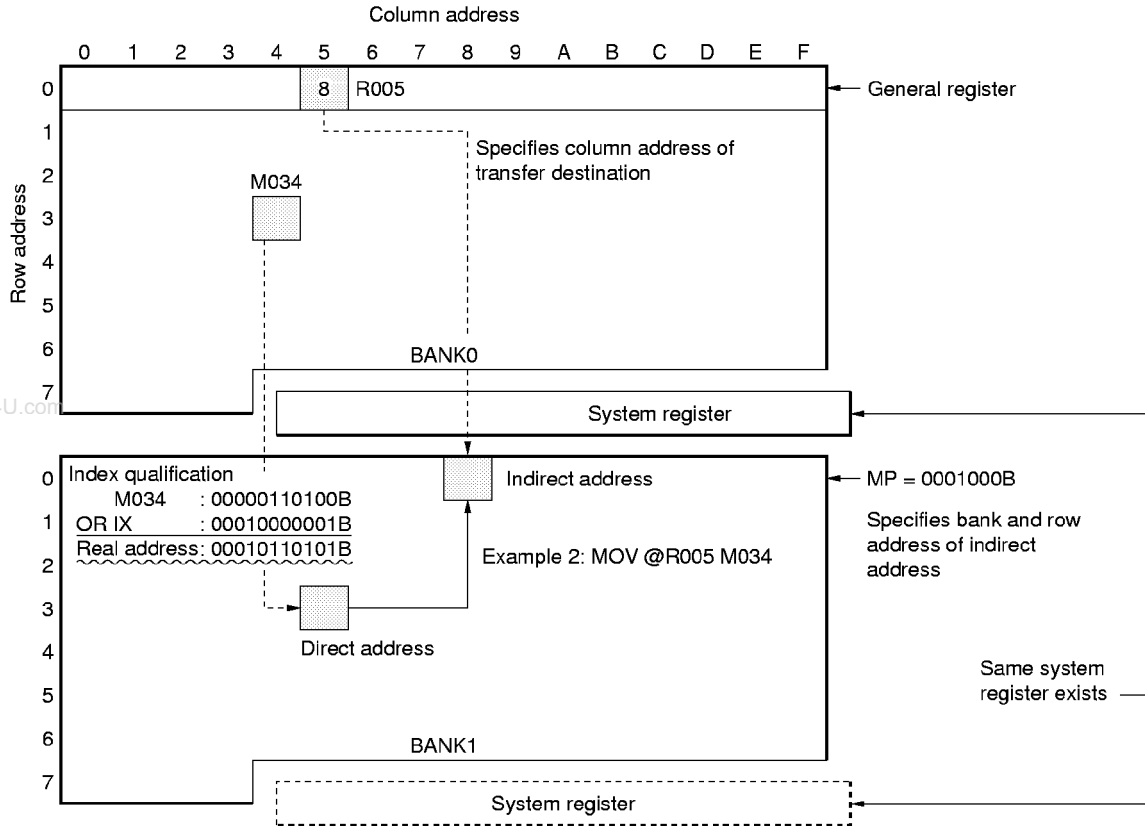 Column address
0 1 2 3 4 5 6 7 8 9 A B C D E F
Row address
0
8
R005
General register
1
Specifies column address of
transfer destination
2
M034
3
4
5
6
BANK0
7
-U.com
System register
0
Index qualification
M034 : 00000110100B
OR IX : 00010000001B
Real address: 00010110101B
Indirect address
MP = 0001000B
Specifies bank and row
address of indirect
address
1
2
Example 2: MOV @R005 M034
3
Direct address
4
Same system
register exists
5
6
BANK1
7
System register